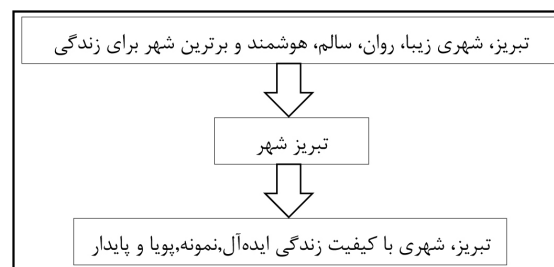 تبریز، شهری زیبا، روان، سالم، هوشمند و برترین شهر برای زندگی
تبریز شهر
تبریز، شهری با کیفیت زندگی ایده‌آل,نمونه,پویا و پایدار